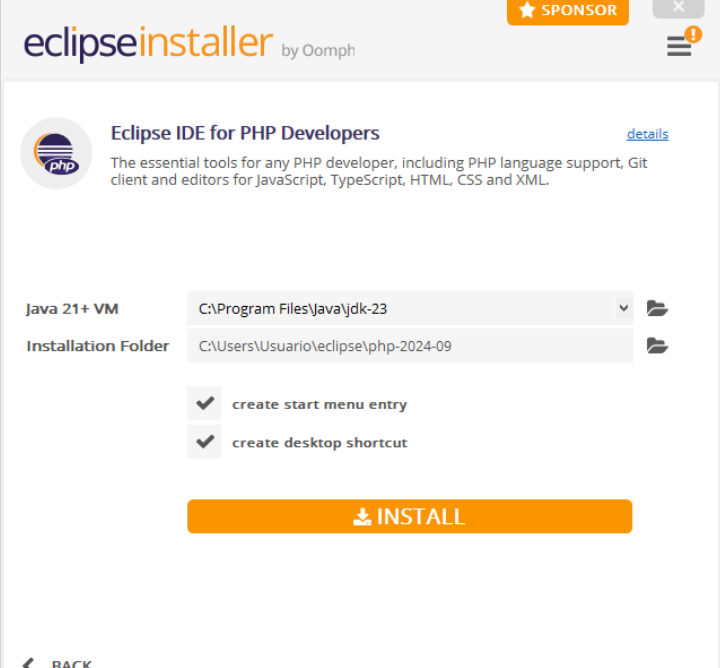 SPONSOR
eclipseinstaller by Oomph
!
php
Eclipse IDE for PHP Developers
details
The essential tools for any PHP developer, including PHP language support, Git
client and editors for JavaScript, TypeScript, HTML, CSS and XML.
Java 21+ VM
C:\Program Files\Java\jdk-23
Installation Folder
C:\Users\Usuario\eclipse\php-2024-09
create start menu entry
create desktop shortcut
INSTALL
BACK